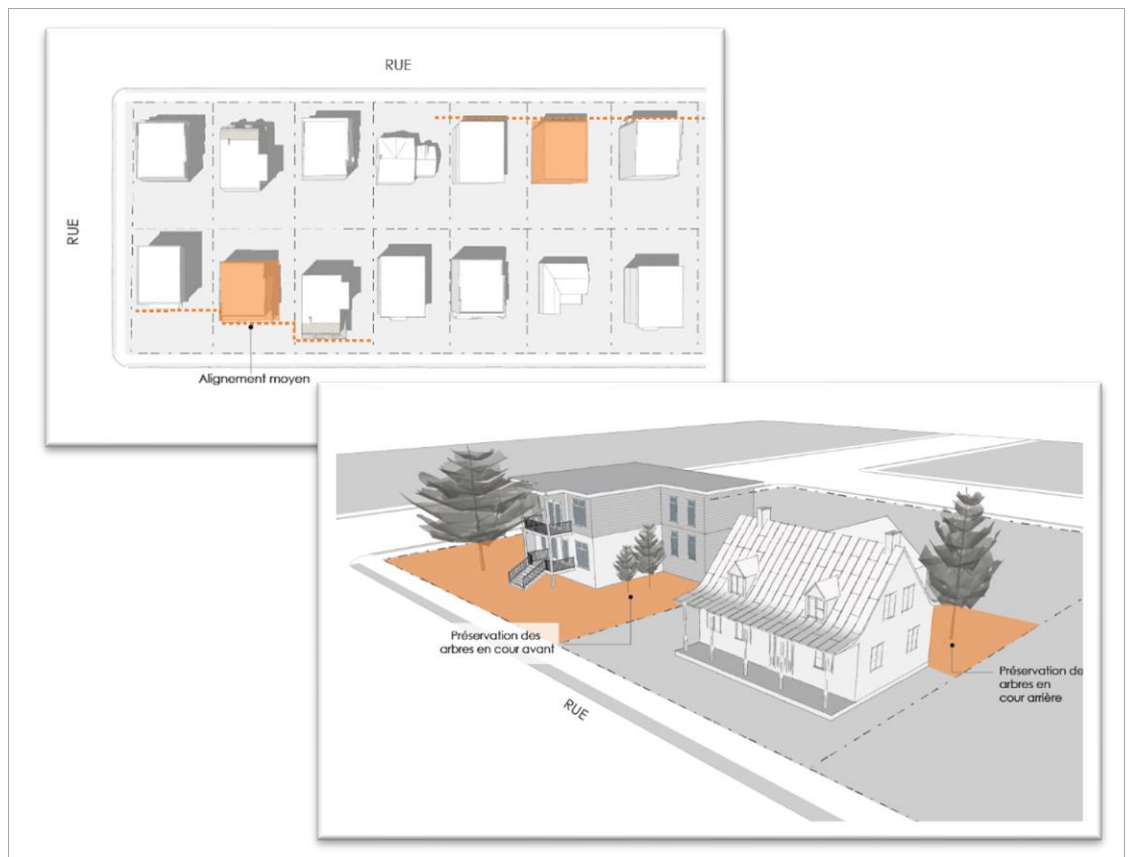 RUE
RUE
Alignement moyen
Préservation des
arbres en cour avant
Préservation de
arbres en
cour arrière
RUE